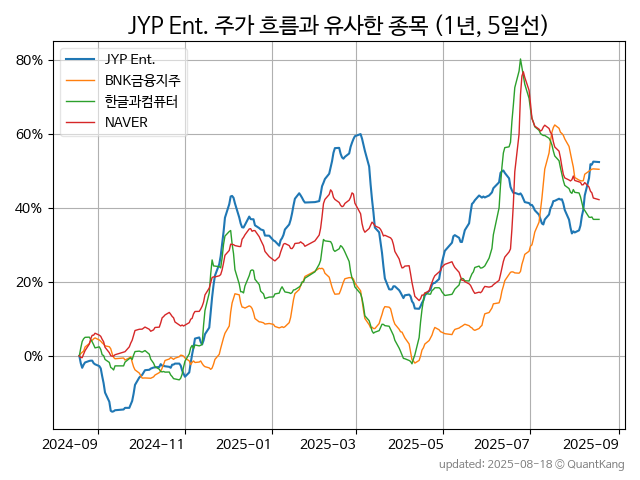 JYP Ent. 주가 흐름과 유사한 종목 (1년, 5일선)
JYP Ent.
BNK금융지주
한글과컴퓨터
NAVER
80%
60%
40%
20%
0%
2024-09 2024-11 2025-01 2025-03 2025-05 2025-07 2025-09
updated: 2025-08-18 © QuantKang